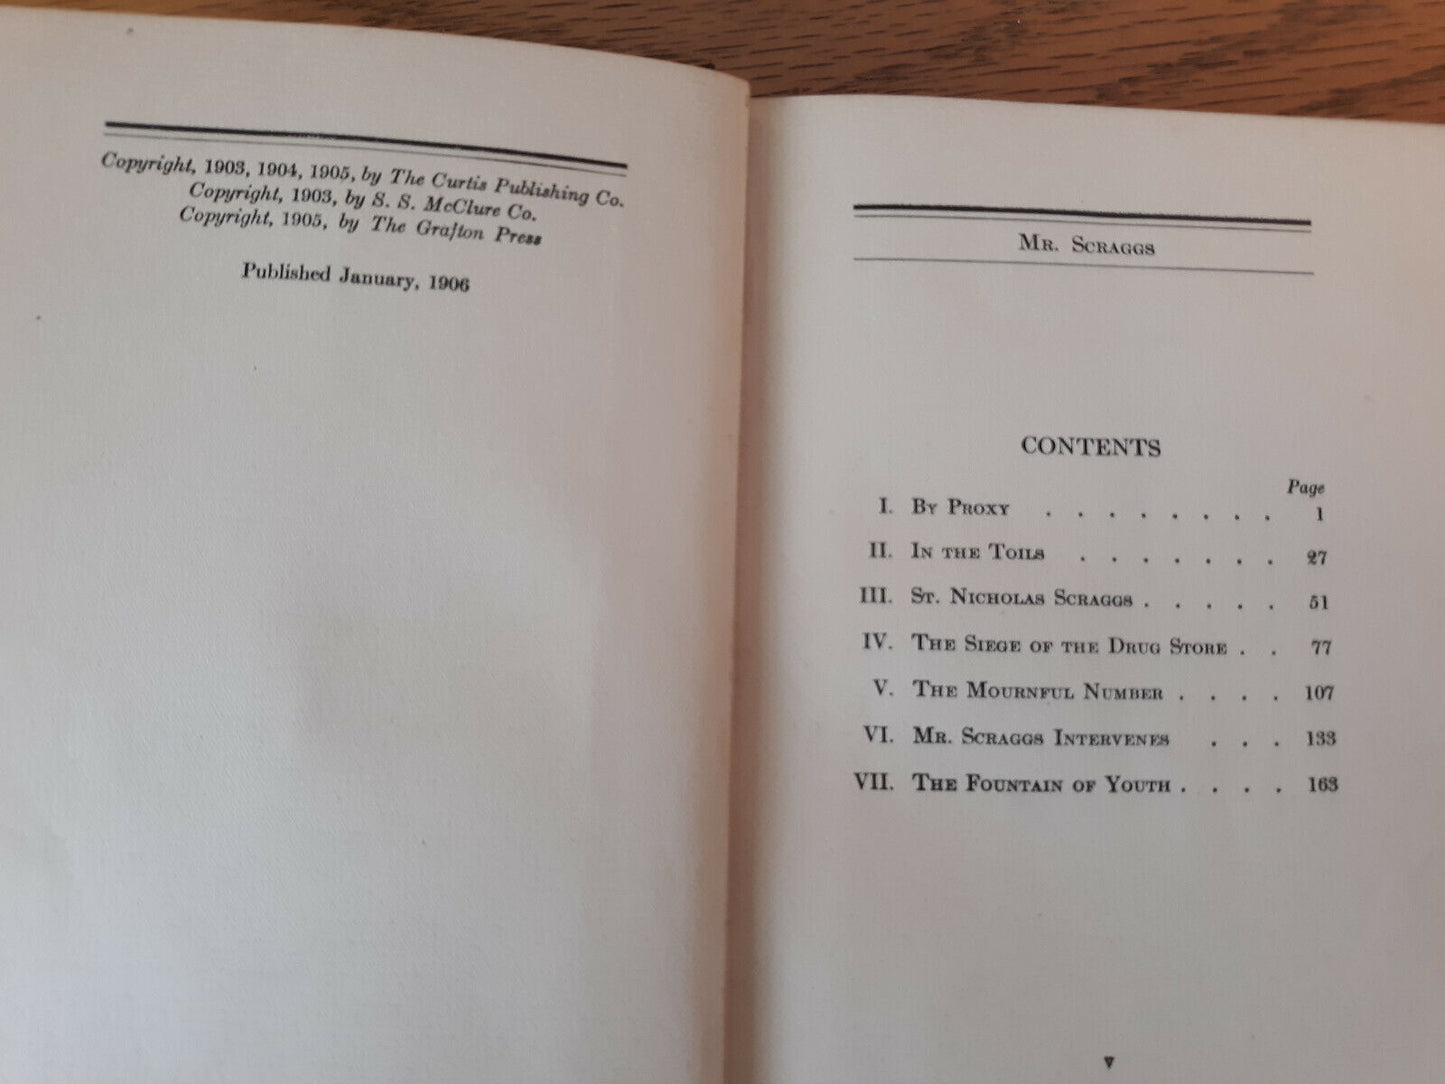 Copyright, 1903, 1904, 1905, by The Curtis Publishing Co.
Copyright, 1903, by S. S. McClure Co.
Copyright, 1905, by The Grafton Press
Published January, 1906
MR. SCRAGGS
CONTENTS
Page
I. BY PROXY . . . . . . . . 1
II. IN THE TOILS . . . . . . . 27
III. ST. NICHOLAS SCRAGGS . . . . . 51
IV. THE SIEGE OF THE DRUG STORE . . 77
V. THE MOURNFUL NUMBER . . . . 107
VI. MR. SCRAGGS INTERVENES . . . 133
VII. THE FOUNTAIN OF YOUTH . . . . 163
v